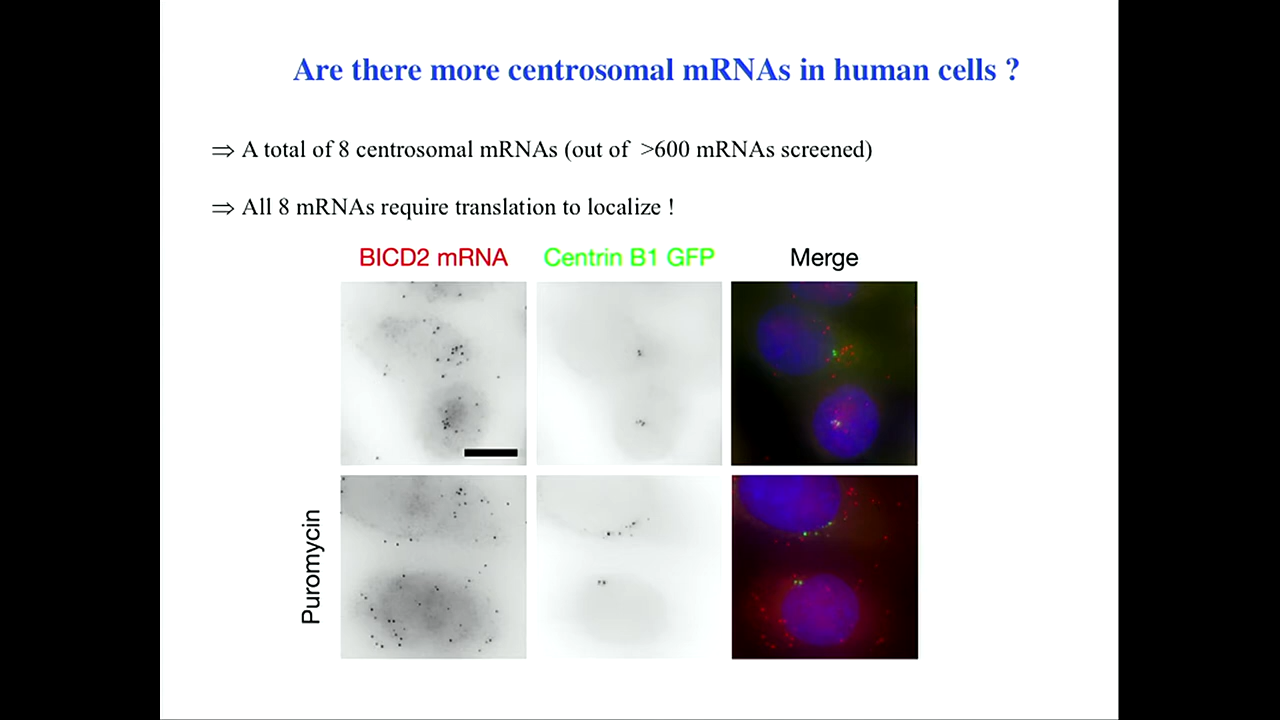 Are there more centrosomal mRNAs in human cells ?
⇒ A total of 8 centrosomal mRNAs (out of >600 mRNAs screened)
⇒ All 8 mRNAs require translation to localize !
BICD2 mRNA Centrin B1 GFP Merge
Puromycin